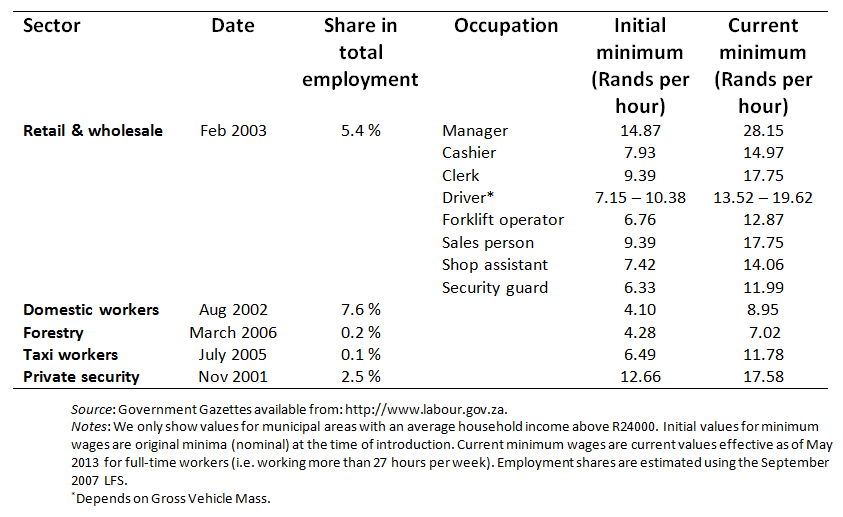 Sector Date Share in total employment Occupation Initial minimum (Rands per hour) Current minimum (Rands per hour)
Retail & wholesale Feb 2003 5.4 % Manager 14.87 28.15
Cashier 7.93 14.97
Clerk 9.39 17.75
Driver* 7.15 – 10.38 13.52 – 19.62
Forklift operator 6.76 12.87
Sales person 9.39 17.75
Shop assistant 7.42 14.06
Security guard 6.33 11.99
Domestic workers Aug 2002 7.6 % 4.10 8.95
Forestry March 2006 0.2 % 4.28 7.02
Taxi workers July 2005 0.1 % 6.49 11.78
Private security Nov 2001 2.5 % 12.66 17.58
Source: Government Gazettes available from: http://www.labour.gov.za.
Notes: We only show values for municipal areas with an average household income above R24000. Initial values for minimum
wages are original minima (nominal) at the time of introduction. Current minimum wages are current values effective as of May
2013 for full-time workers (i.e. working more than 27 hours per week). Employment shares are estimated using the September
2007 LFS.
*Depends on Gross Vehicle Mass.